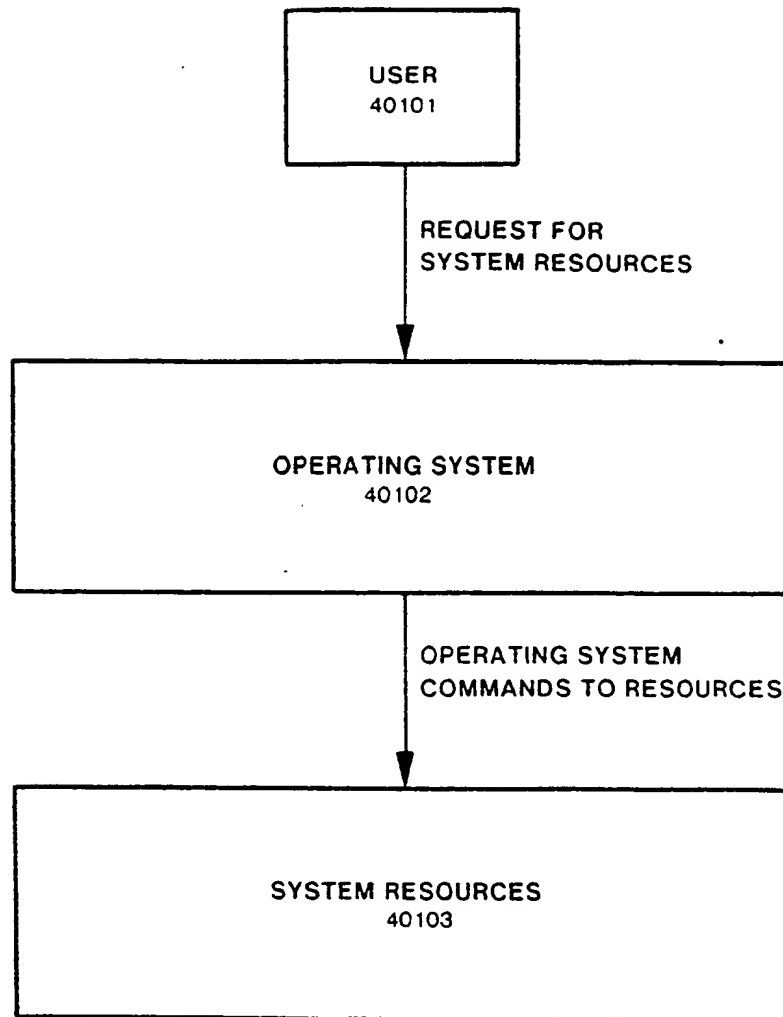 USER
40101
REQUEST FOR
SYSTEM RESOURCES
OPERATING SYSTEM
40102
OPERATING SYSTEM
COMMANDS TO RESOURCES
SYSTEM RESOURCES
40103